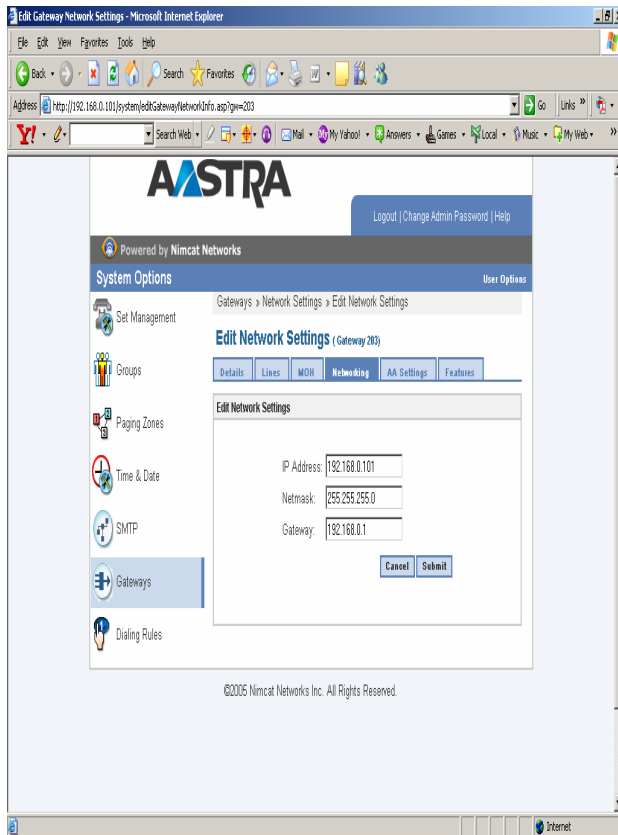 Edit Gateway Network Settings - Microsoft Internet Explorer
File Edit View Favorites Tools Help
Back Search Favorites
Address http://192.168.0.101/system/editGatewayNetworkInfo.asp?gw=203 Go Links »
Y! Search Web Mail My Yahoo! Answers Games Local Music My Web »
AASTRA
Logout | Change Admin Password | Help
Powered by Nimcat Networks
System Options User Options
Gateways » Network Settings » Edit Network Settings
Set Management
Edit Network Settings ( Gateway 203)
Groups
Details Lines MOH Networking AA Settings Features
Edit Network Settings
Paging Zones
IP Address: 192.168.0.101
Time & Date
Netmask: 255.255.255.0
SMTP
Gateway: 192.168.0.1
Cancel Submit
Gateways
Dialing Rules
©2005 Nimcat Networks Inc. All Rights Reserved.
Internet